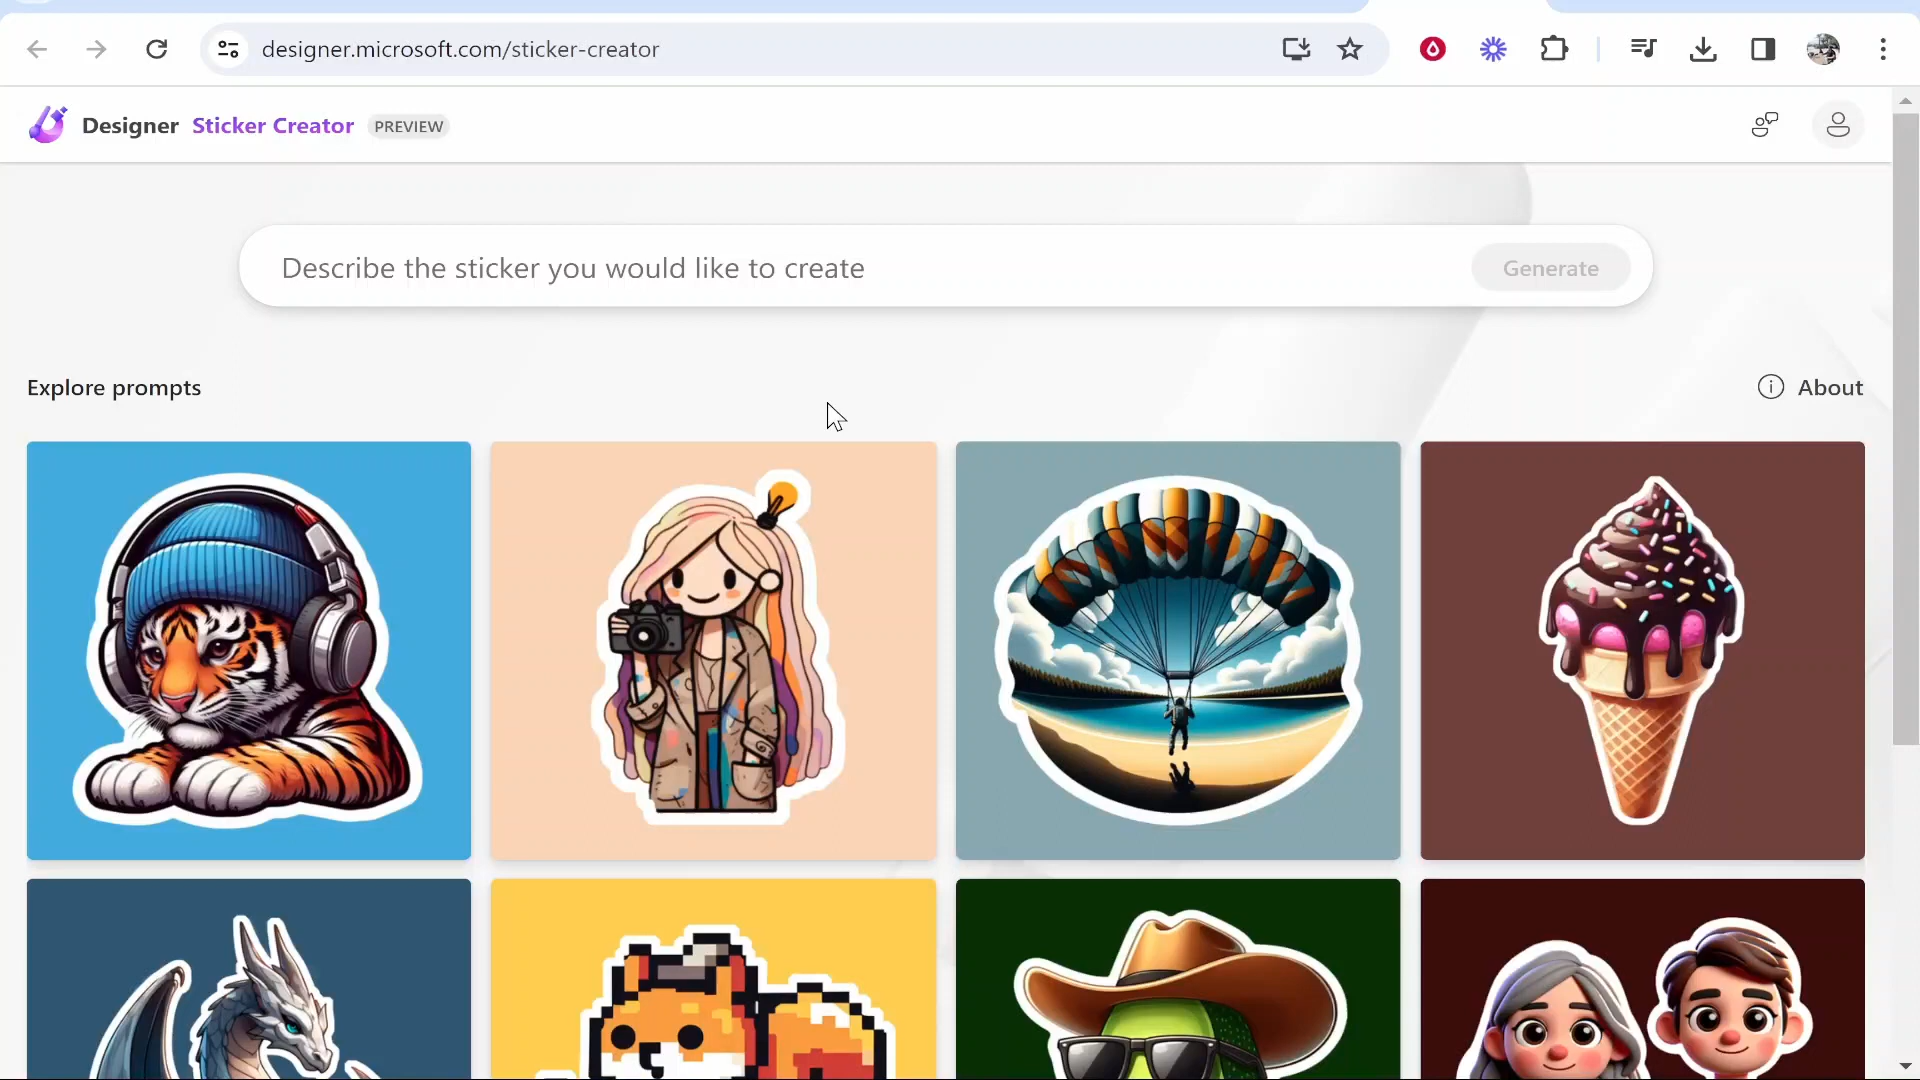 designer.microsoft.com/sticker-creator
Designer Sticker Creator PREVIEW
Describe the sticker you would like to create
Generate
Explore prompts
About